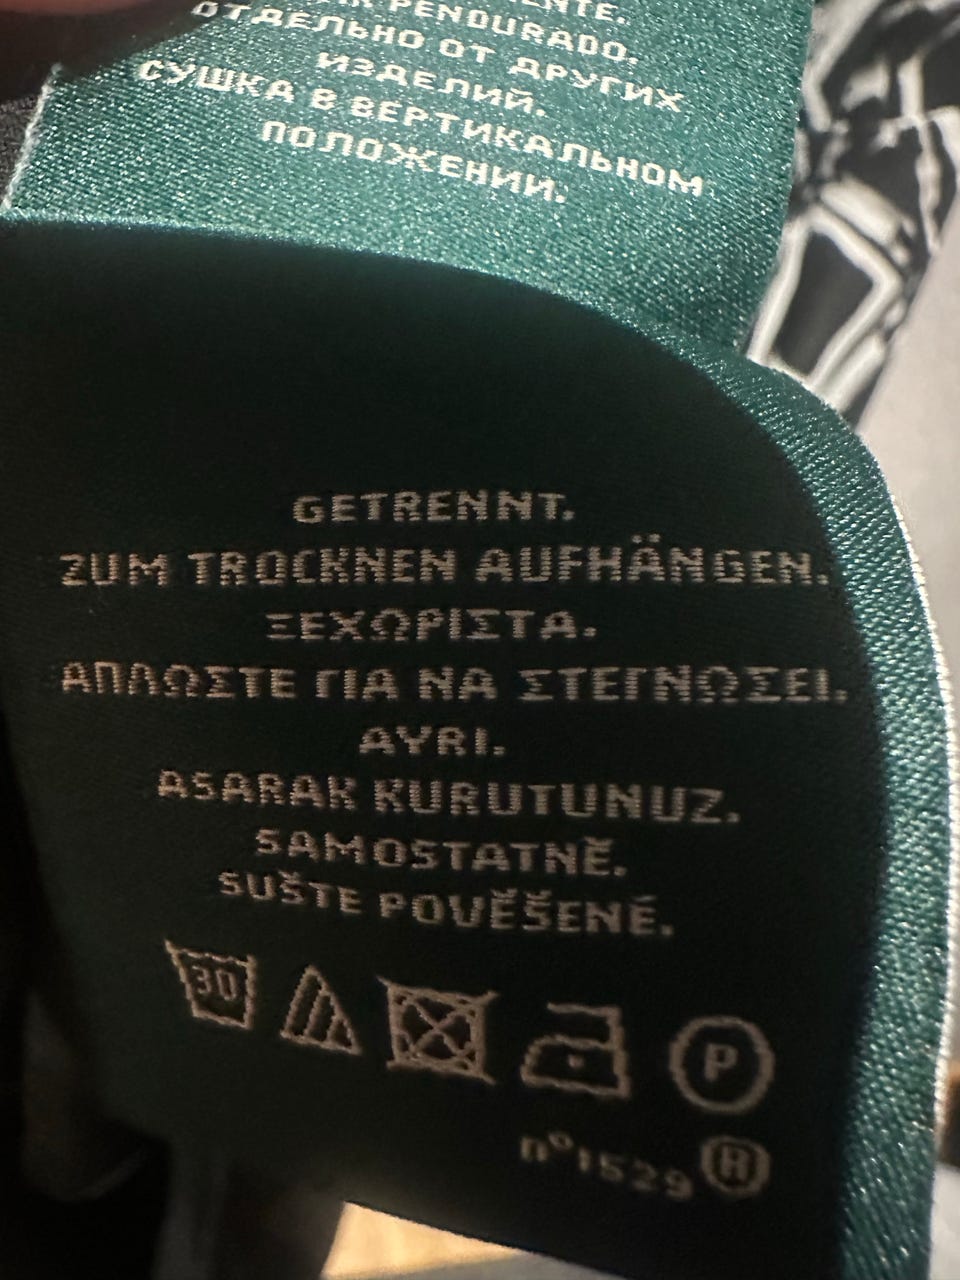 PENDURADO.
ОТДЕЛЬНО ОТ ДРУГИХ
ИЗДЕЛИЙ.
СУШКА В ВЕРТИКАЛЬНОМ
ПОЛОЖЕНИИ.
GETRENNT.
ZUM TROCKNEN AUFHÄNGEN.
ΞΕΧΩΡΙΣΤΑ.
ΑΠΛΩΣΤΕ ΓΙΑ ΝΑ ΣΤΕΓΝΩΣΕΙ.
AYRI.
ASARAK KURUTUNUZ.
SAMOSTATNĚ.
SUŠTE POVĚŠENÉ.
30
P
nº1529 ®